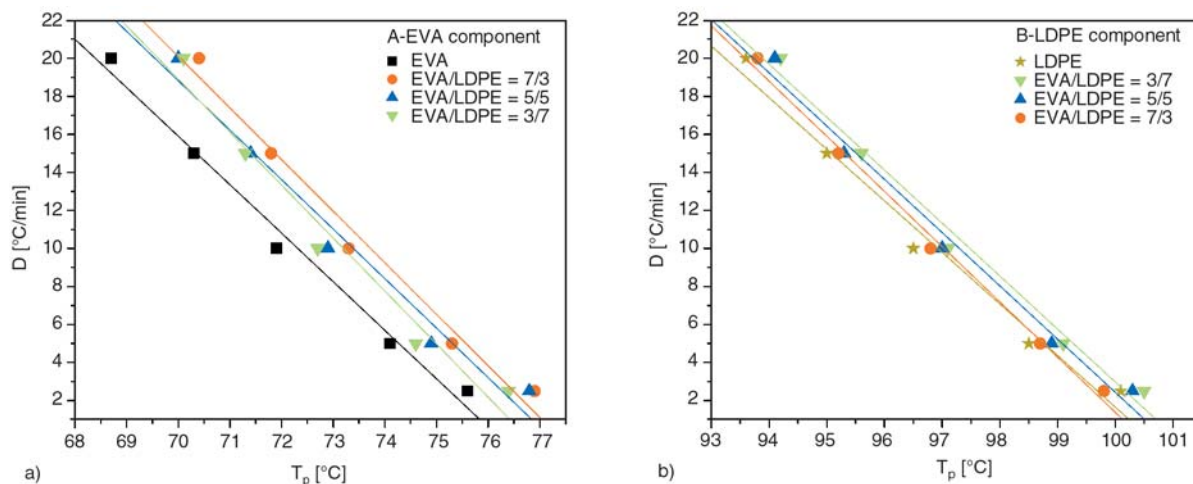 22
20
18
16
14
12
10
8
6
4
2
D [°C/min]
A-EVA component
EVA
EVA/LDPE = 7/3
EVA/LDPE = 5/5
EVA/LDPE = 3/7
68 69 70 71 72 73 74 75 76 77
Tp [°C]
a)
22
20
18
16
14
12
10
8
6
4
2
D [°C/min]
B-LDPE component
LDPE
EVA/LDPE = 3/7
EVA/LDPE = 5/5
EVA/LDPE = 7/3
93 94 95 96 97 98 99 100 101
Tp [°C]
b)